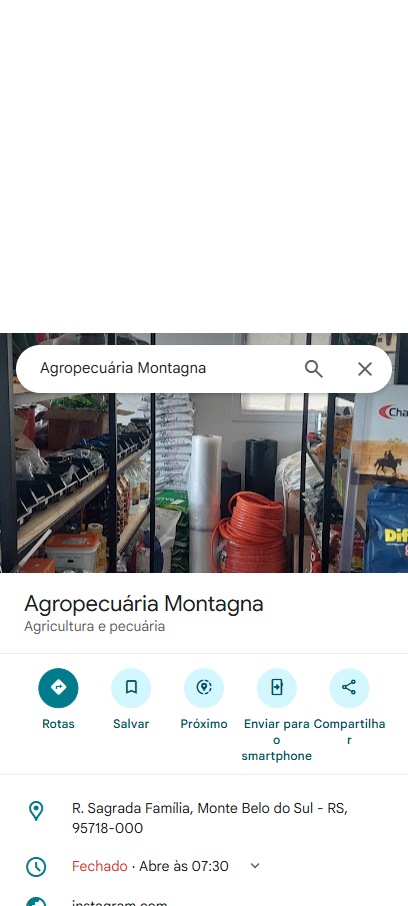 Agropecuária Montagna
Cha
Dif
Agropecuária Montagna
Agricultura e pecuária
Rotas
Salvar
Próximo
Enviar para o smartphone
Compartilhar
R. Sagrada Família, Monte Belo do Sul - RS,
95718-000
Fechado · Abre às 07:30
instagram.com